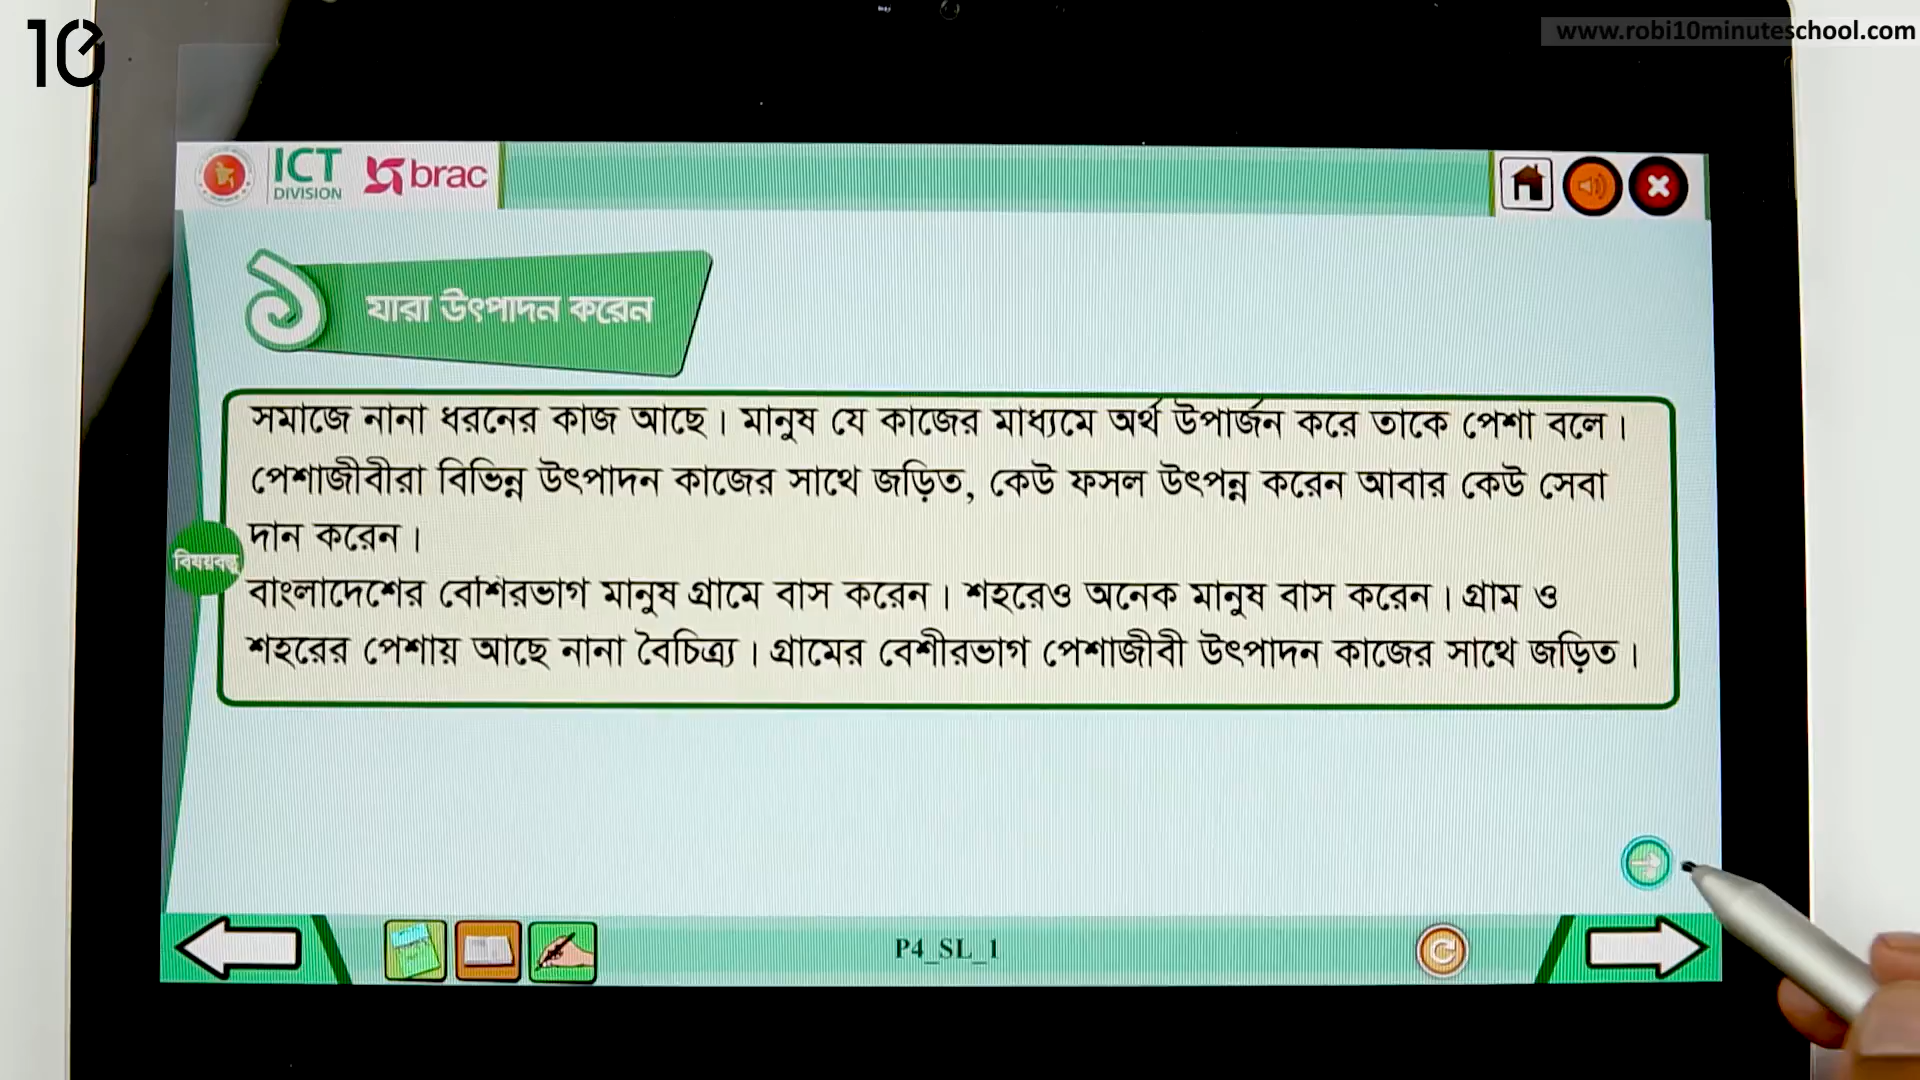 10
www.robi10minuteschool.com
ICT
DIVISION
brac
১
যারা উৎপাদন করেন
সমাজে নানা ধরনের কাজ আছে। মানুষ যে কাজের মাধ্যমে অর্থ উপার্জন করে তাকে পেশা বলে।
পেশাজীবীরা বিভিন্ন উৎপাদন কাজের সাথে জড়িত, কেউ ফসল উৎপন্ন করেন আবার কেউ সেবা
দান করেন।
বিষয়বস্তু
বাংলাদেশের বেশিরভাগ মানুষ গ্রামে বাস করেন। শহরেও অনেক মানুষ বাস করেন। গ্রাম ও
শহরের পেশায় আছে নানা বৈচিত্র্য। গ্রামের বেশীরভাগ পেশাজীবী উৎপাদন কাজের সাথে জড়িত।
P4_SL_1